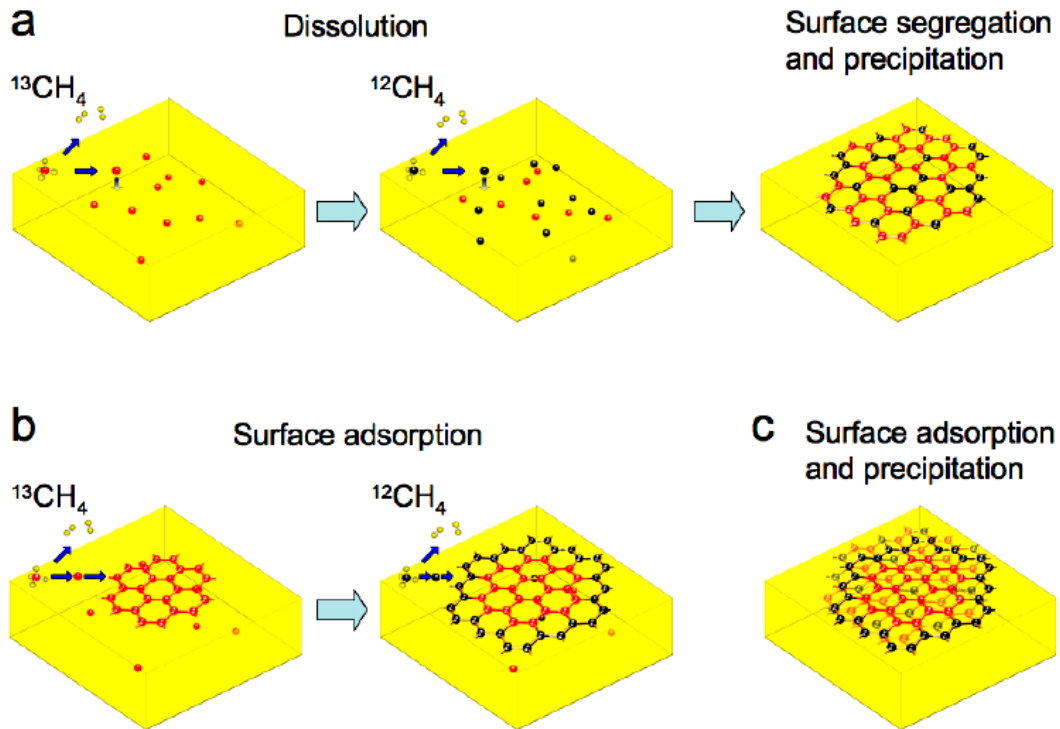 a
Dissolution
Surface segregation
and precipitation
¹³CH₄
¹²CH₄
b
Surface adsorption
c
Surface adsorption
and precipitation
¹³CH₄
¹²CH₄